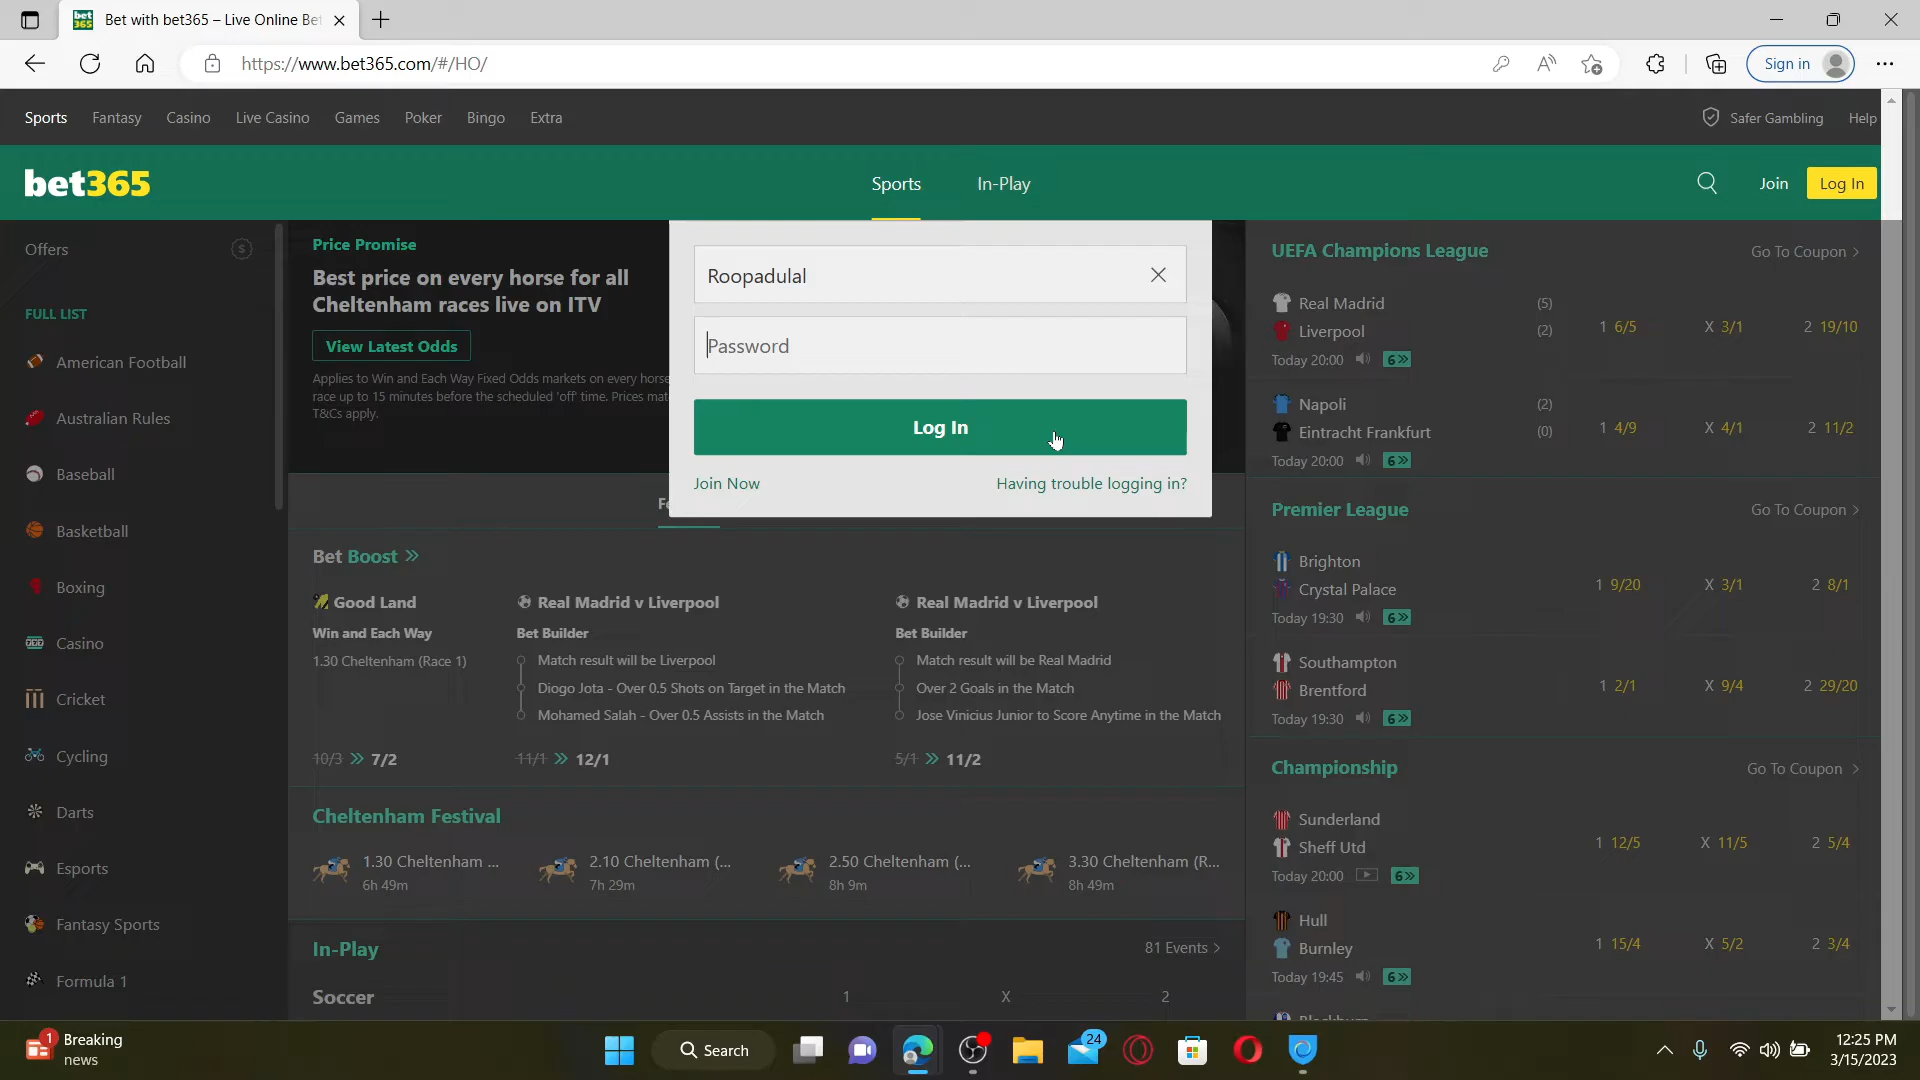 Bet with bet365 – Live Online Bet
https://www.bet365.com/#/HO/
Sign in
Sports Fantasy Casino Live Casino Games Poker Bingo Extra
Safer Gambling Help
bet365
Sports In-Play
Join Log In
Offers
FULL LIST
American Football
Australian Rules
Baseball
Basketball
Boxing
Casino
Cricket
Cycling
Darts
Esports
Fantasy Sports
Formula 1
Price Promise
Best price on every horse for all
Cheltenham races live on ITV
View Latest Odds
Applies to Win and Each Way Fixed Odds markets on every horse
race up to 15 minutes before the scheduled 'off' time. Prices mat
T&Cs apply.
Roopadulal
Password
Log In
Join Now Having trouble logging in?
Bet Boost
Good Land
Win and Each Way
1.30 Cheltenham (Race 1)
10/3 7/2
Real Madrid v Liverpool
Bet Builder
Match result will be Liverpool
Diogo Jota - Over 0.5 Shots on Target in the Match
Mohamed Salah - Over 0.5 Assists in the Match
11/1 12/1
Real Madrid v Liverpool
Bet Builder
Match result will be Real Madrid
Over 2 Goals in the Match
Jose Vinicius Junior to Score Anytime in the Match
5/1 11/2
Cheltenham Festival
1.30 Cheltenham ...
6h 49m
2.10 Cheltenham (...
7h 29m
2.50 Cheltenham (...
8h 9m
3.30 Cheltenham (R...
8h 49m
In-Play 81 Events >
Soccer 1 X 2
UEFA Champions League Go To Coupon >
Real Madrid (5)
Liverpool (2)
1 6/5 X 3/1 2 19/10
Today 20:00 6
Napoli (2)
Eintracht Frankfurt (0)
1 4/9 X 4/1 2 11/2
Today 20:00 6
Premier League Go To Coupon >
Brighton
Crystal Palace
1 9/20 X 3/1 2 8/1
Today 19:30 6
Southampton
Brentford
1 2/1 X 9/4 2 29/20
Today 19:30 6
Championship Go To Coupon >
Sunderland
Sheff Utd
1 12/5 X 11/5 2 5/4
Today 20:00 6
Hull
Burnley
1 15/4 X 5/2 2 3/4
Today 19:45 6
1 Breaking
news
Search
24
12:25 PM
3/15/2023